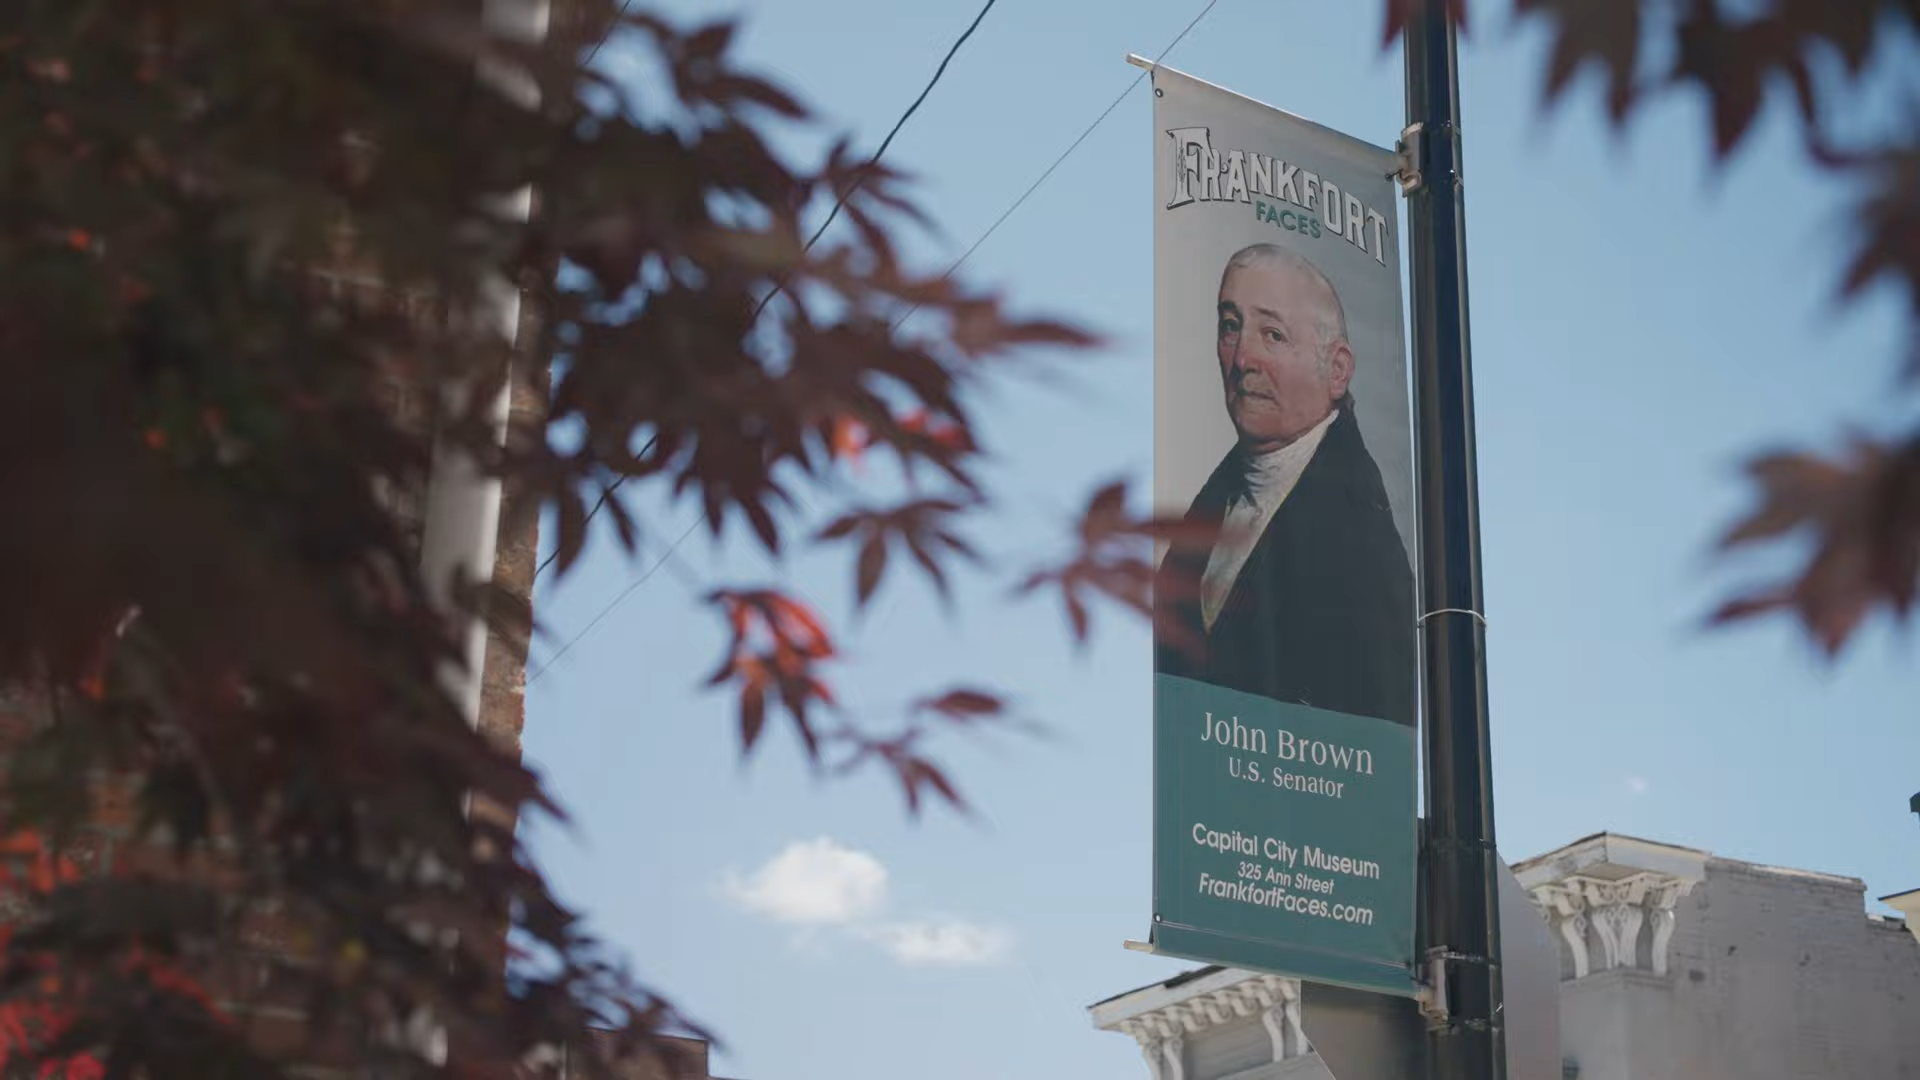 FRANKFORT
FACES
John Brown
U.S. Senator
Capital City Museum
325 Ann Street
FrankfortFaces.com